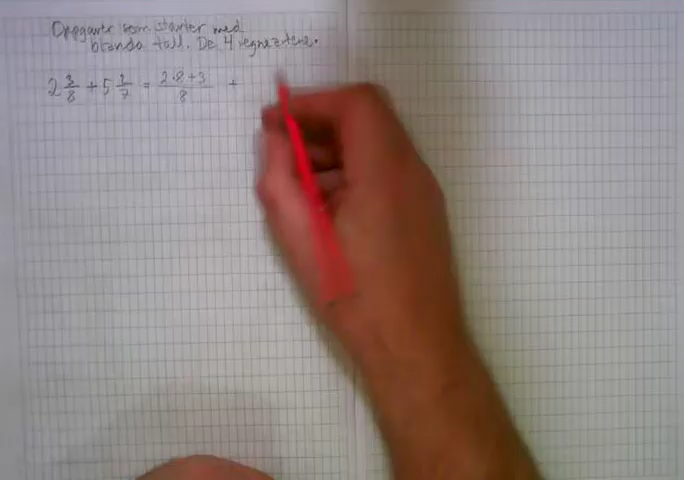 Oppgaver som starter med
blanda tall. De 4 regneartene.
2 3/8 + 5 2/7 = (2·8+3)/8 +